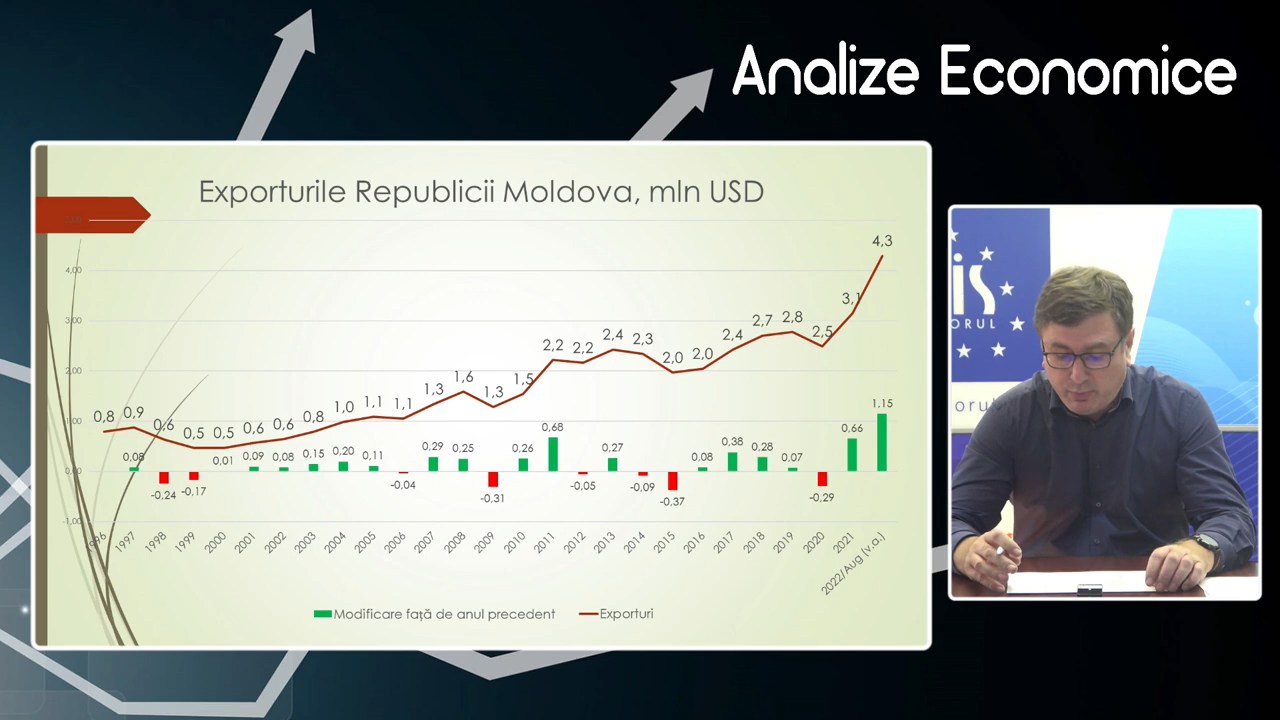 Analize Economice
Exporturile Republicii Moldova, mln USD
5,00
4,00
3,00
2,00
1,00
0,00
-1,00
0,8 0,9 0,6 0,5 0,5 0,6 0,6 0,8 1,0 1,1 1,1 1,3 1,6 1,3 1,5 2,2 2,2 2,4 2,3 2,0 2,0 2,4 2,7 2,8 2,5 3,1 4,3
0,08 -0,24 -0,17 0,01 0,09 0,08 0,15 0,20 0,11 -0,04 0,29 0,25 -0,31 0,26 0,68 -0,05 0,27 -0,09 -0,37 0,08 0,38 0,28 0,07 -0,29 0,66 1,15
1996 1997 1998 1999 2000 2001 2002 2003 2004 2005 2006 2007 2008 2009 2010 2011 2012 2013 2014 2015 2016 2017 2018 2019 2020 2021 2022/Aug (v.a.)
Modificare față de anul precedent Exporturi
is
ORUL
oru